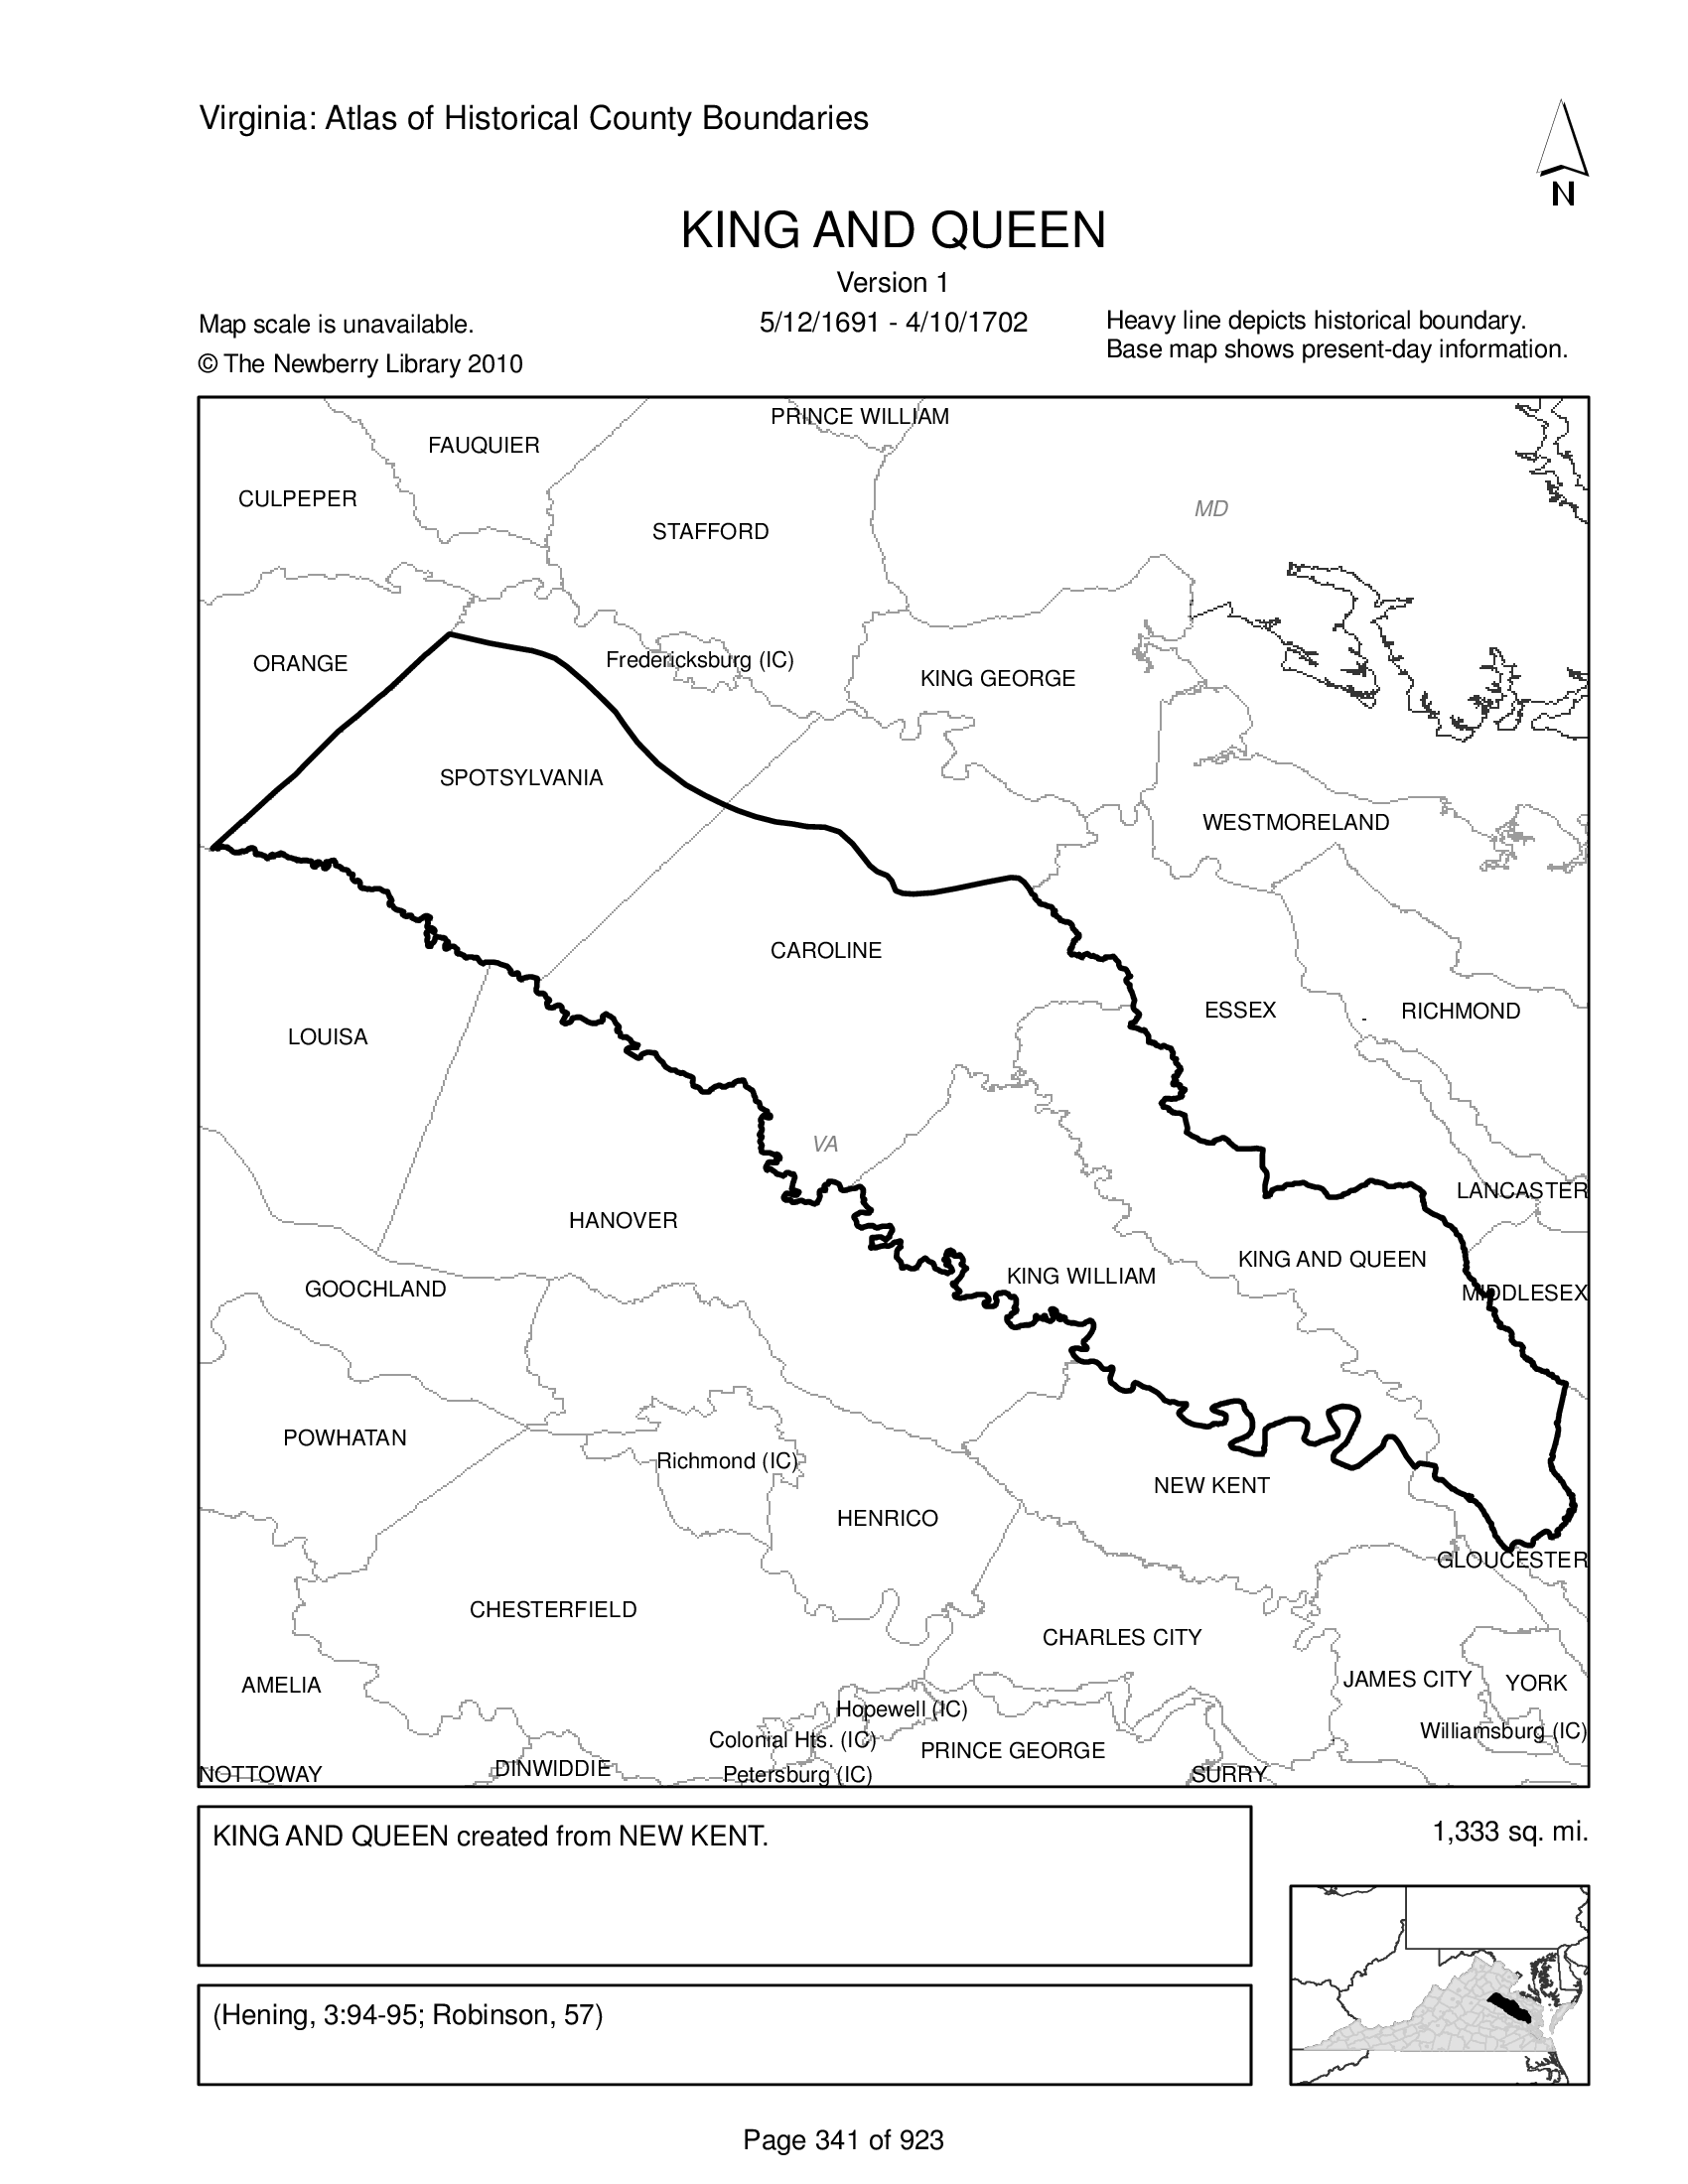 Virginia: Atlas of Historical County Boundaries
N
KING AND QUEEN
Version 1
5/12/1691 - 4/10/1702
Map scale is unavailable.
© The Newberry Library 2010
Heavy line depicts historical boundary.
Base map shows present-day information.
PRINCE WILLIAM
FAUQUIER
CULPEPER
MD
STAFFORD
Fredericksburg (IC)
ORANGE
KING GEORGE
SPOTSYLVANIA
WESTMORELAND
CAROLINE
ESSEX
RICHMOND
LOUISA
VA
LANCASTER
HANOVER
KING AND QUEEN
KING WILLIAM
GOOCHLAND
MIDDLESEX
POWHATAN
Richmond (IC)
NEW KENT
HENRICO
GLOUCESTER
CHESTERFIELD
CHARLES CITY
JAMES CITY
YORK
AMELIA
Hopewell (IC)
Williamsburg (IC)
Colonial Hts. (IC)
PRINCE GEORGE
DINWIDDIE
NOTTOWAY
Petersburg (IC)
SURRY
KING AND QUEEN created from NEW KENT.
1,333 sq. mi.
(Hening, 3:94-95; Robinson, 57)
Page 341 of 923